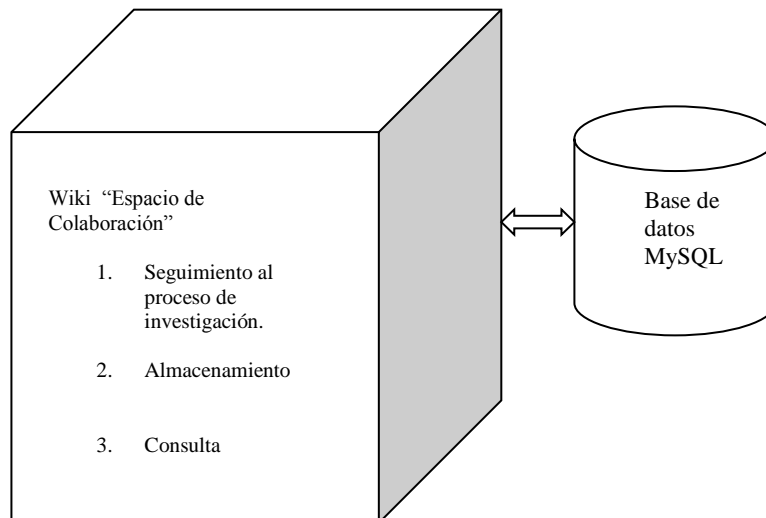 Wiki “Espacio de
Colaboración”
1. Seguimiento al
proceso de
investigación.
2. Almacenamiento
3. Consulta
Base de
datos
MySQL